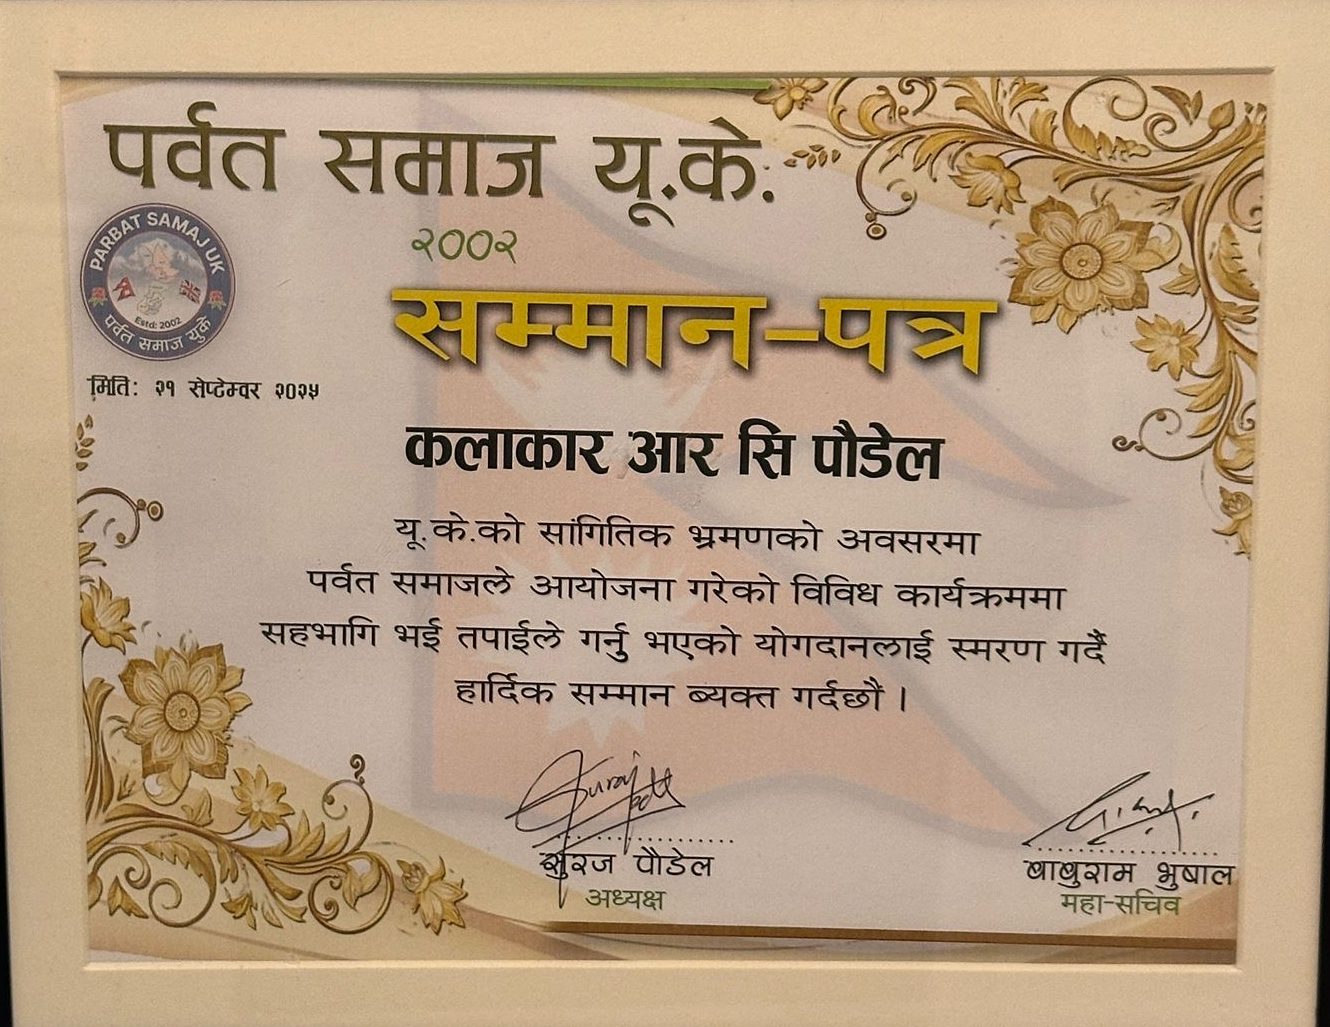 पर्वत समाज यू.के.
२००२
PARBAT SAMAJ UK
Estd: 2002
पर्वत समाज युके
सम्मान-पत्र
मितिः २१ सेप्टेम्वर २०२५
कलाकार आर सि पौडेल
यू.के.को सांगितिक भ्रमणको अवसरमा
पर्वत समाजले आयोजना गरेको विविध कार्यक्रममा
सहभागि भई तपाईले गर्नु भएको योगदानलाई स्मरण गर्दै
हार्दिक सम्मान ब्यक्त गर्दछौं ।
सुरज पौडेल
अध्यक्ष
बाबुराम भुषाल
महा-सचिव